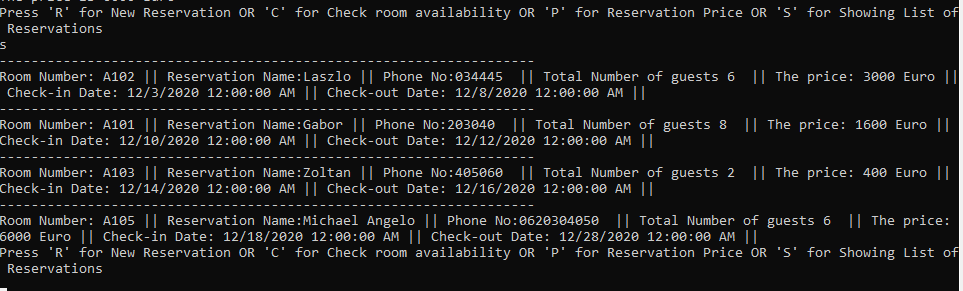 Press 'R' for New Reservation OR 'C' for Check room availability OR 'P' for Reservation Price OR 'S' for Showing List of
 Reservations
s
-------------------------------------------------------------------
Room Number: A102 || Reservation Name:Laszlo || Phone No:034445  || Total Number of guests 6  || The price: 3000 Euro ||
 Check-in Date: 12/3/2020 12:00:00 AM || Check-out Date: 12/8/2020 12:00:00 AM ||
-------------------------------------------------------------------
Room Number: A101 || Reservation Name:Gabor || Phone No:203040  || Total Number of guests 8  || The price: 1600 Euro ||
Check-in Date: 12/10/2020 12:00:00 AM || Check-out Date: 12/12/2020 12:00:00 AM ||
-------------------------------------------------------------------
Room Number: A103 || Reservation Name:Zoltan || Phone No:405060  || Total Number of guests 2  || The price: 400 Euro ||
Check-in Date: 12/14/2020 12:00:00 AM || Check-out Date: 12/16/2020 12:00:00 AM ||
-------------------------------------------------------------------
Room Number: A105 || Reservation Name:Michael Angelo || Phone No:0620304050  || Total Number of guests 6  || The price:
6000 Euro || Check-in Date: 12/18/2020 12:00:00 AM || Check-out Date: 12/28/2020 12:00:00 AM ||
Press 'R' for New Reservation OR 'C' for Check room availability OR 'P' for Reservation Price OR 'S' for Showing List of
 Reservations